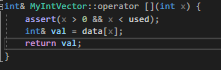 int& MyIntVector::operator [](int x) {
    assert(x > 0 && x < used);
    int& val = data[x];
    return val;
}